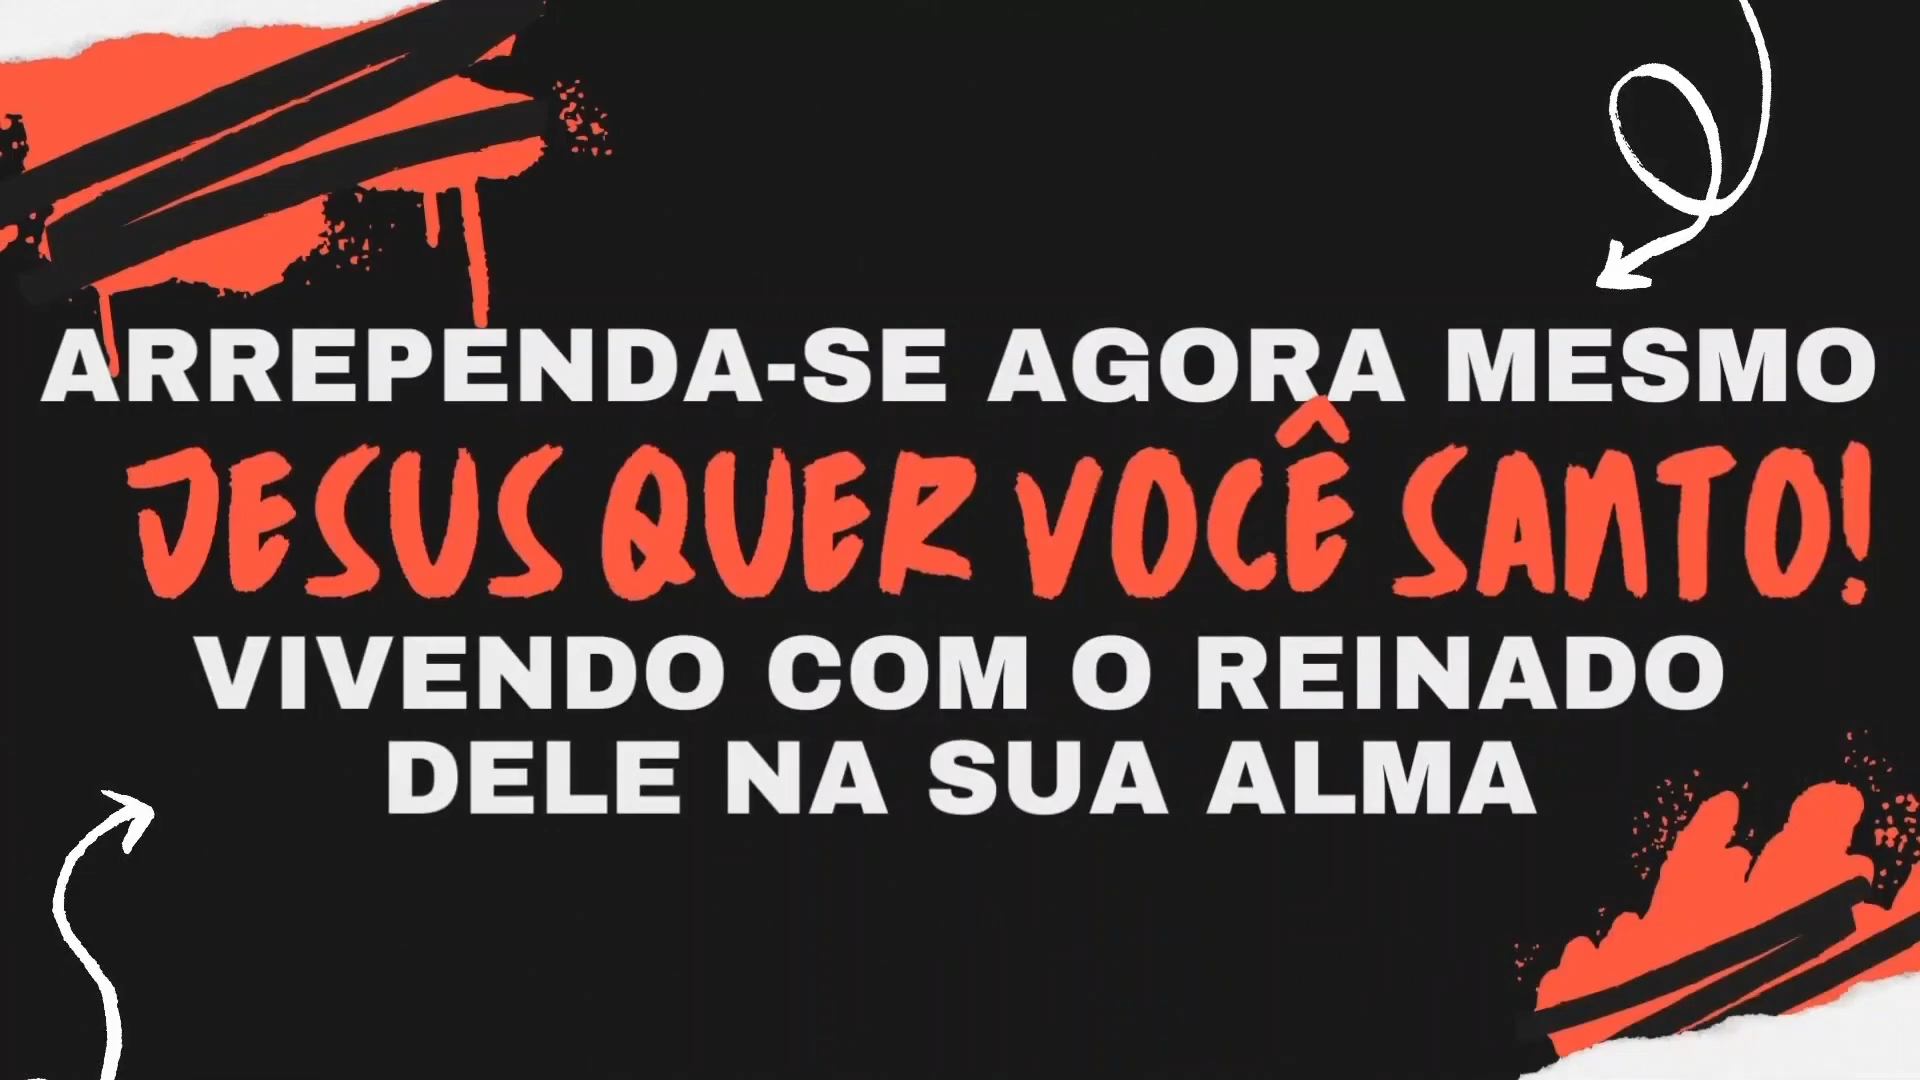 ARREPENDA-SE AGORA MESMO
JESUS QUER VOCÊ SANTO!
VIVENDO COM O REINADO
DELE NA SUA ALMA